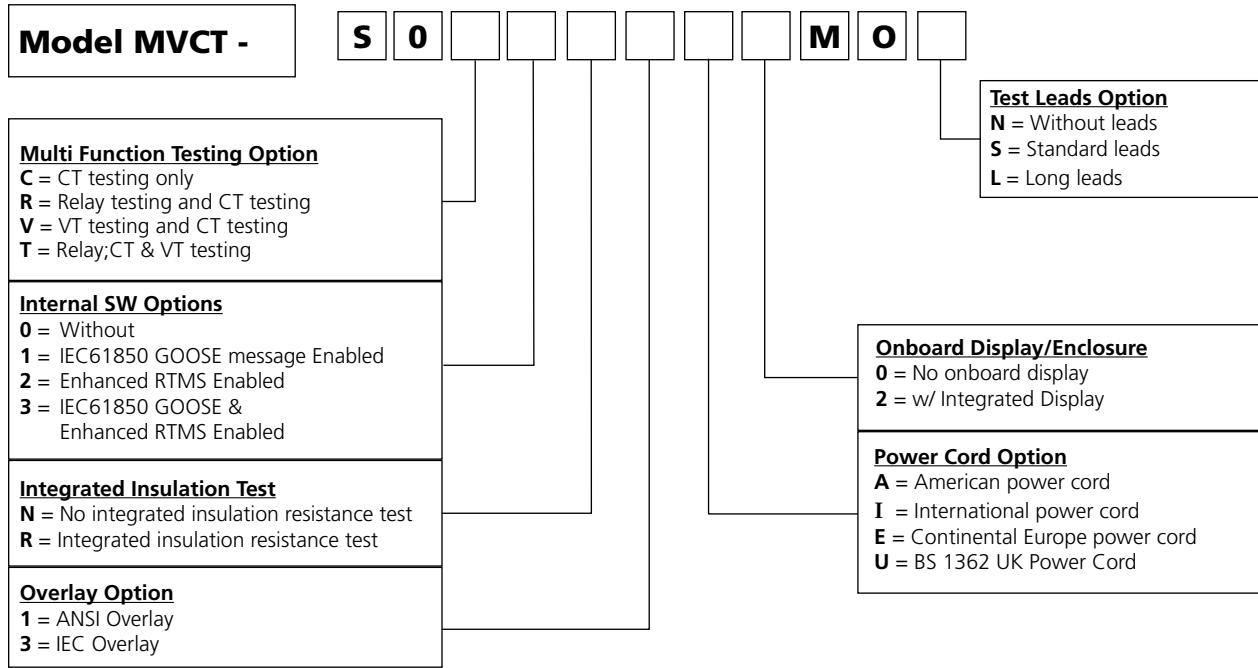 Model MVCT - S 0 M O
Test Leads Option
N = Without leads
S = Standard leads
L = Long leads
Multi Function Testing Option
C = CT testing only
R = Relay testing and CT testing
V = VT testing and CT testing
T = Relay;CT & VT testing
Internal SW Options
0 = Without
1 = IEC61850 GOOSE message Enabled
2 = Enhanced RTMS Enabled
3 = IEC61850 GOOSE &
Enhanced RTMS Enabled
Integrated Insulation Test
N = No integrated insulation resistance test
R = Integrated insulation resistance test
Overlay Option
1 = ANSI Overlay
3 = IEC Overlay
Onboard Display/Enclosure
0 = No onboard display
2 = w/ Integrated Display
Power Cord Option
A = American power cord
I = International power cord
E = Continental Europe power cord
U = BS 1362 UK Power Cord